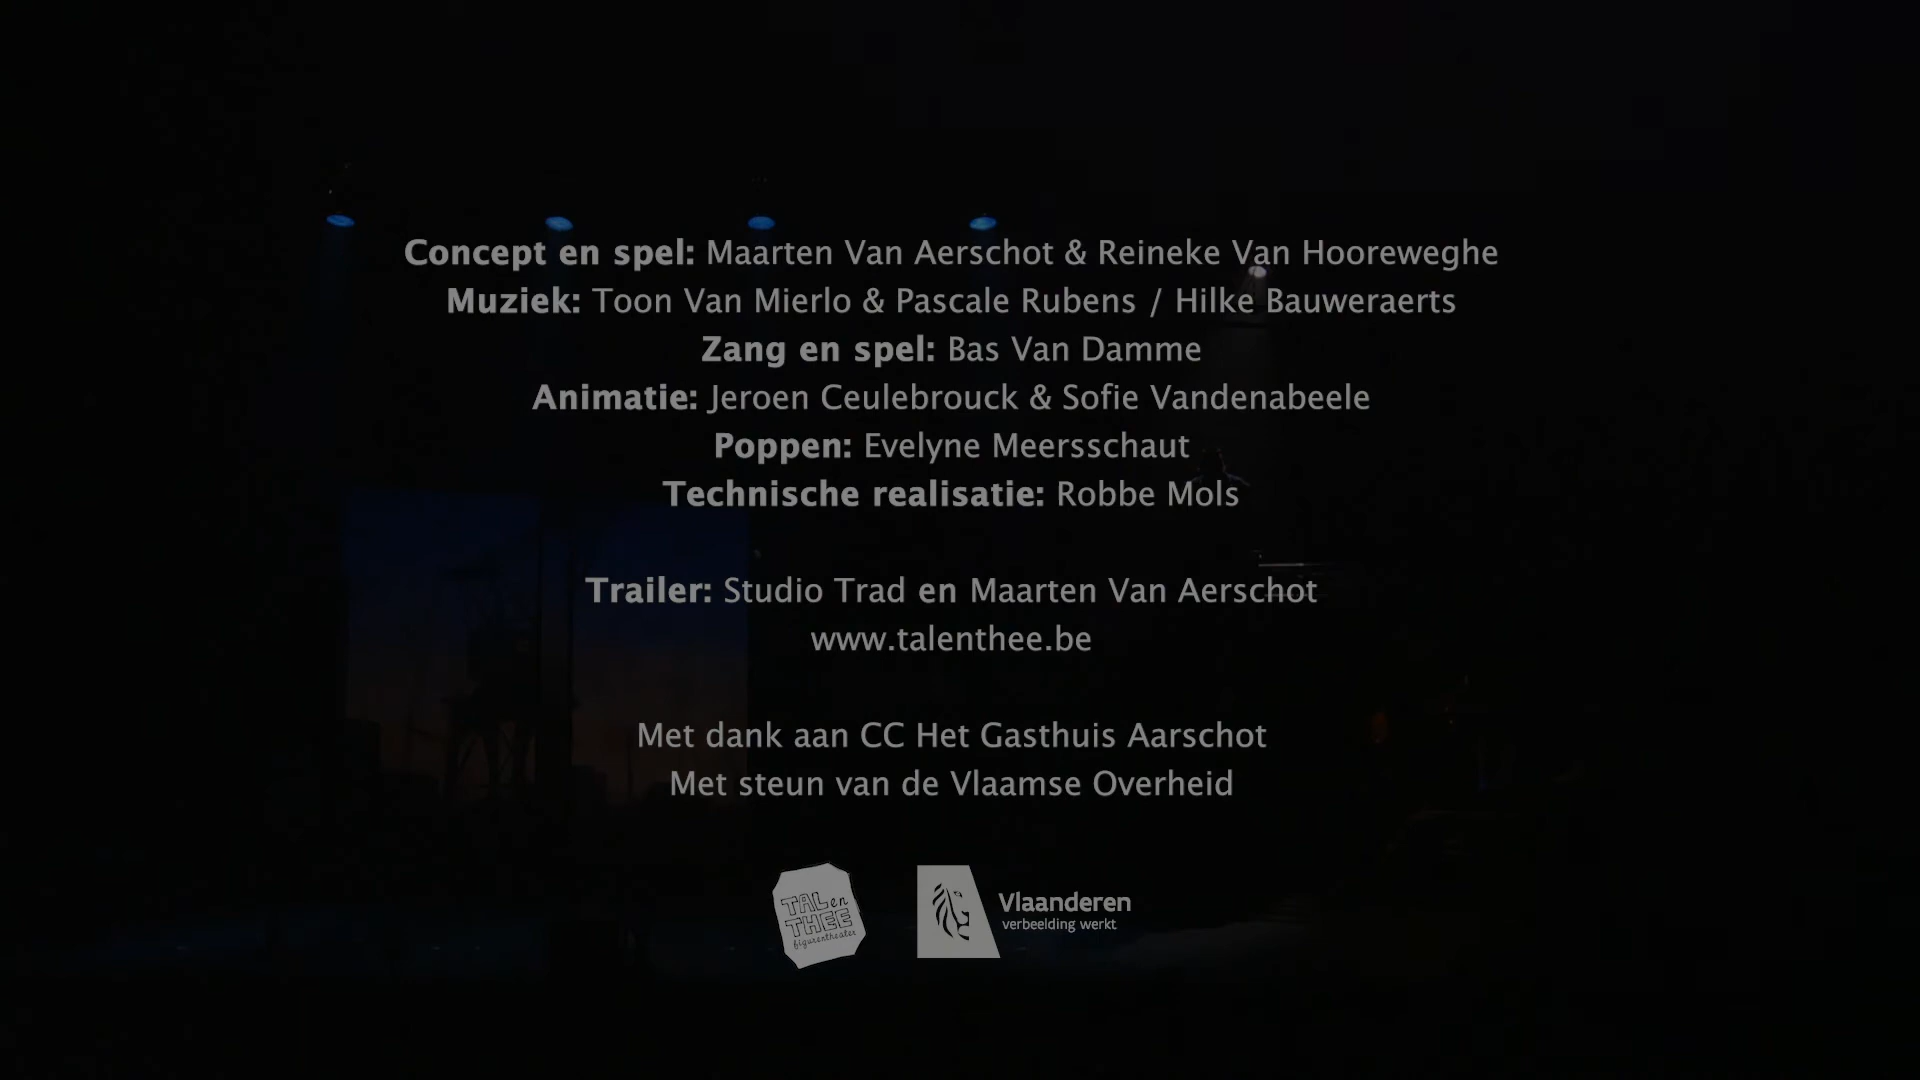 Concept en spel: Maarten Van Aerschot & Reineke Van Hooreweghe
Muziek: Toon Van Mierlo & Pascale Rubens / Hilke Bauweraerts
Zang en spel: Bas Van Damme
Animatie: Jeroen Ceulebrouck & Sofie Vandenabeele
Poppen: Evelyne Meersschaut
Technische realisatie: Robbe Mols
Trailer: Studio Trad en Maarten Van Aerschot
www.talenthee.be
Met dank aan CC Het Gasthuis Aarschot
Met steun van de Vlaamse Overheid
TAL en
THEE
figurentheater
Vlaanderen
verbeelding werkt